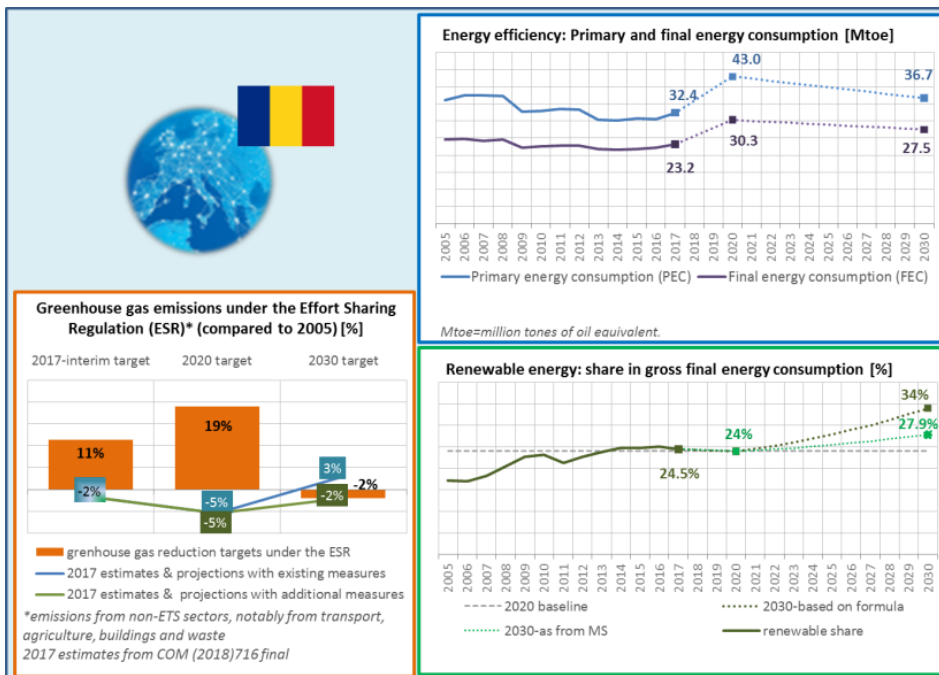 Energy efficiency: Primary and final energy consumption [Mtoe]
43.0
36.7
32.4
30.3
27.5
23.2
2005 2006 2007 2008 2009 2010 2011 2012 2013 2014 2015 2016 2017 2018 2019 2020 2021 2022 2023 2024 2025 2026 2027 2028 2029 2030
Primary energy consumption (PEC) Final energy consumption (FEC)
Mtoe=million tones of oil equivalent.
Greenhouse gas emissions under the Effort Sharing
Regulation (ESR)* (compared to 2005) [%]
2017-interim target 2020 target 2030 target
19%
11%
3%
-2%
-2%
-5%
-2%
-5%
grenhouse gas reduction targets under the ESR
2017 estimates & projections with existing measures
2017 estimates & projections with additional measures
*emissions from non-ETS sectors, notably from transport,
agriculture, buildings and waste
2017 estimates from COM (2018)716 final
Renewable energy: share in gross final energy consumption [%]
34%
27.9%
24%
24.5%
2005 2006 2007 2008 2009 2010 2011 2012 2013 2014 2015 2016 2017 2018 2019 2020 2021 2022 2023 2024 2025 2026 2027 2028 2029 2030
2020 baseline 2030-based on formula
2030-as from MS renewable share